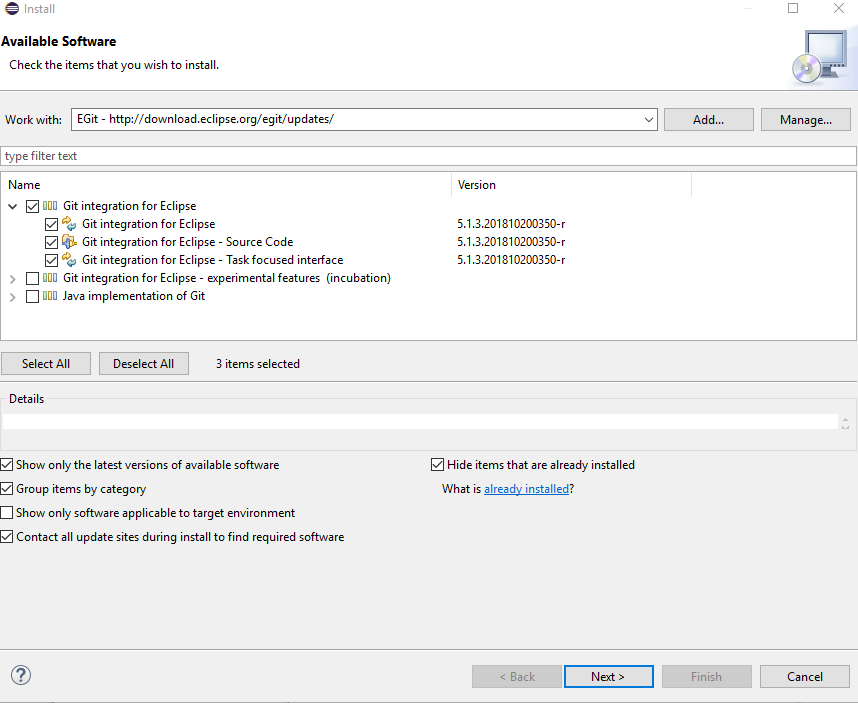 Install
Available Software
Check the items that you wish to install.
Work with: EGit - http://download.eclipse.org/egit/updates/ Add... Manage...
type filter text
Name Version
Git integration for Eclipse
Git integration for Eclipse 5.1.3.201810200350-r
Git integration for Eclipse - Source Code 5.1.3.201810200350-r
Git integration for Eclipse - Task focused interface 5.1.3.201810200350-r
Git integration for Eclipse - experimental features (incubation)
Java implementation of Git
Select All Deselect All 3 items selected
Details
Show only the latest versions of available software Hide items that are already installed
Group items by category What is already installed?
Show only software applicable to target environment
Contact all update sites during install to find required software
? < Back Next > Finish Cancel